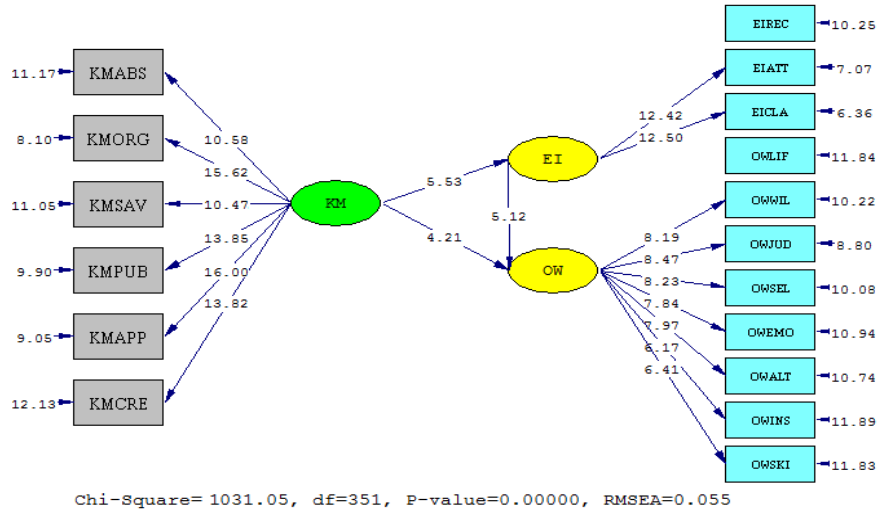 EIREC
10.25
11.17
KMABS
EIATT
7.07
12.42
EICLA
6.36
10.58
12.50
8.10
KMORG
EI
OWLIF
11.84
15.62
5.53
11.05
KMSAV
10.47
KM
OWWIL
10.22
5.12
13.85
4.21
8.19
OWJUD
8.80
9.90
KMPUB
16.00
8.47
OW
8.23
OWSEL
10.08
13.82
7.84
9.05
KMAPP
7.97
OWEMO
10.94
6.17
6.41
OWALT
10.74
12.13
KMCRE
OWINS
11.89
OWSKI
11.83
Chi-Square= 1031.05, df=351, P-value=0.00000, RMSEA=0.055